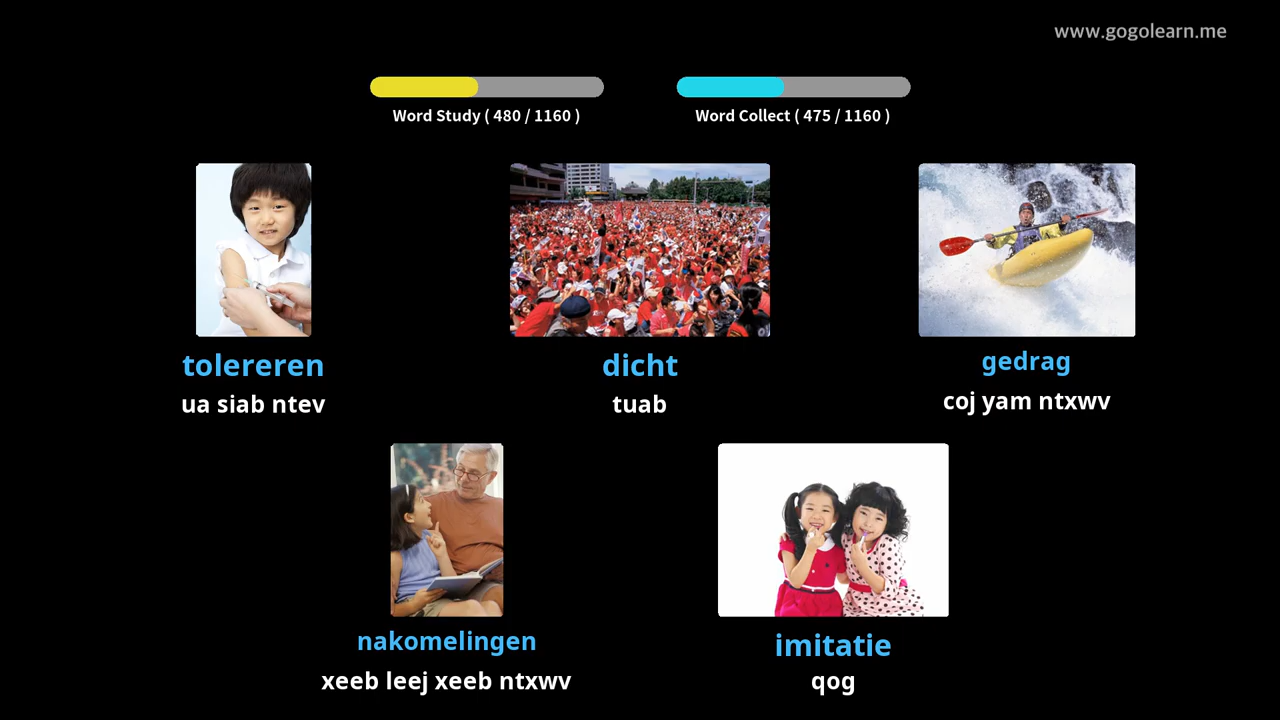 www.gogolearn.me
Word Study ( 480 / 1160 )
Word Collect ( 475 / 1160 )
tolereren
ua siab ntev
dicht
tuab
gedrag
coj yam ntxwv
nakomelingen
xeeb leej xeeb ntxwv
imitatie
qog